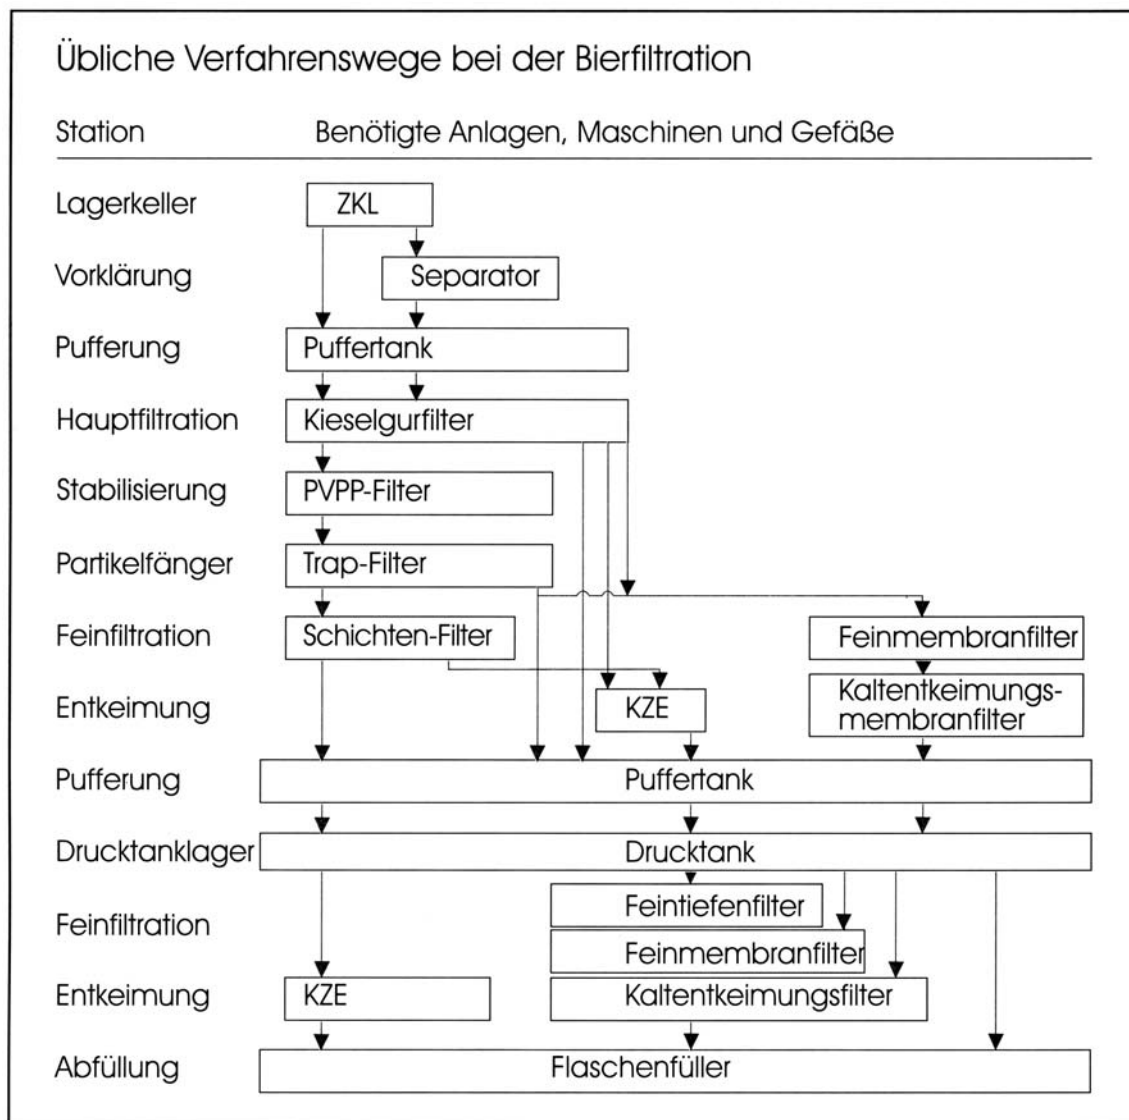 Übliche Verfahrenswege bei der Bierfiltration
Station Benötigte Anlagen, Maschinen und Gefäße
Lagerkeller ZKL
Vorklärung Separator
Pufferung Puffertank
Hauptfiltration Kieselgurfilter
Stabilisierung PVPP-Filter
Partikelfänger Trap-Filter
Feinfiltration Schichten-Filter Feinmembranfilter
Entkeimung KZE Kaltentkeimungs-
membranfilter
Pufferung Puffertank
Drucktanklager Drucktank
Feinfiltration Feintiefenfilter
Feinmembranfilter
Entkeimung KZE Kaltentkeimungsfilter
Abfüllung Flaschenfüller